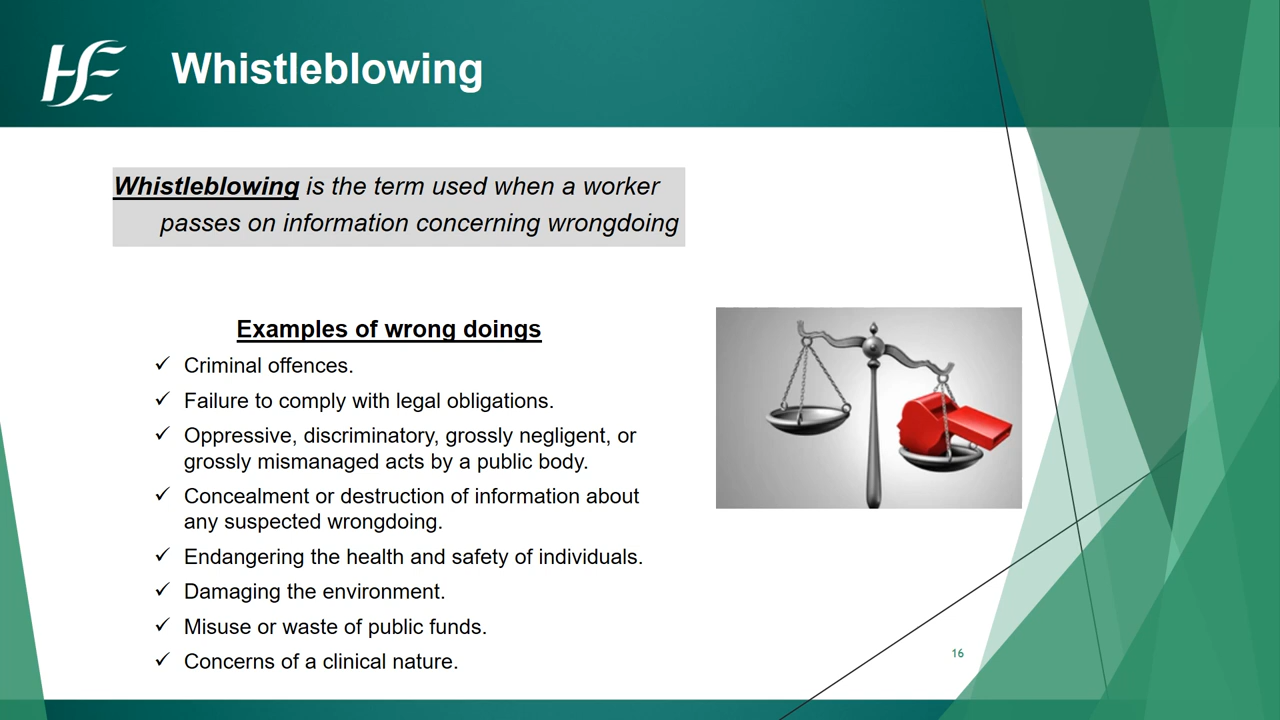 HSE
Whistleblowing
Whistleblowing is the term used when a worker
passes on information concerning wrongdoing
Examples of wrong doings
✓ Criminal offences.
✓ Failure to comply with legal obligations.
✓ Oppressive, discriminatory, grossly negligent, or
grossly mismanaged acts by a public body.
✓ Concealment or destruction of information about
any suspected wrongdoing.
✓ Endangering the health and safety of individuals.
✓ Damaging the environment.
✓ Misuse or waste of public funds.
✓ Concerns of a clinical nature.
16